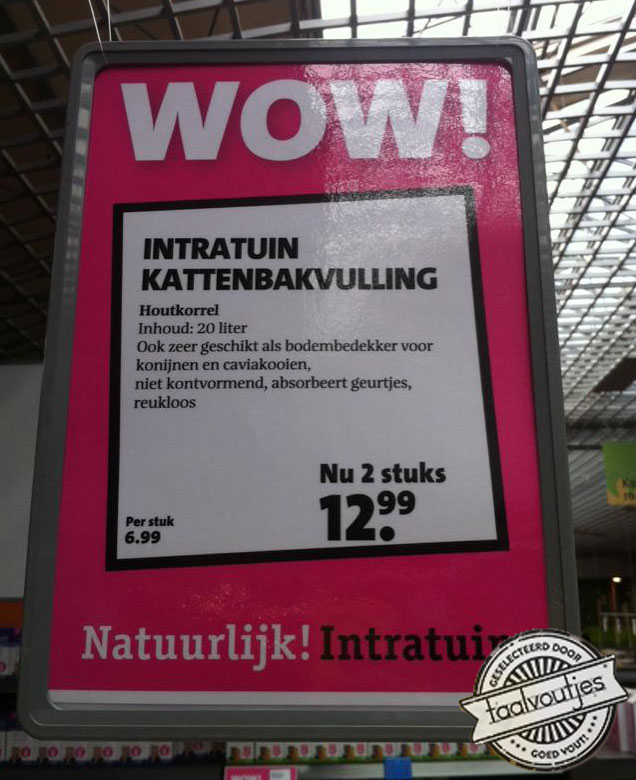 WOW!
INTRATUIN
KATTENBAKVULLING
Houtkorrel
Inhoud: 20 liter
Ook zeer geschikt als bodembedekker voor
konijnen en caviakooien,
niet kontvormend, absorbeert geurtjes,
reukloos
Nu 2 stuks
12.99
Per stuk
6.99
Natuurlijk! Intratuin
GESELECTEERD DOOR
taalvoutjes
GOED VOUT!